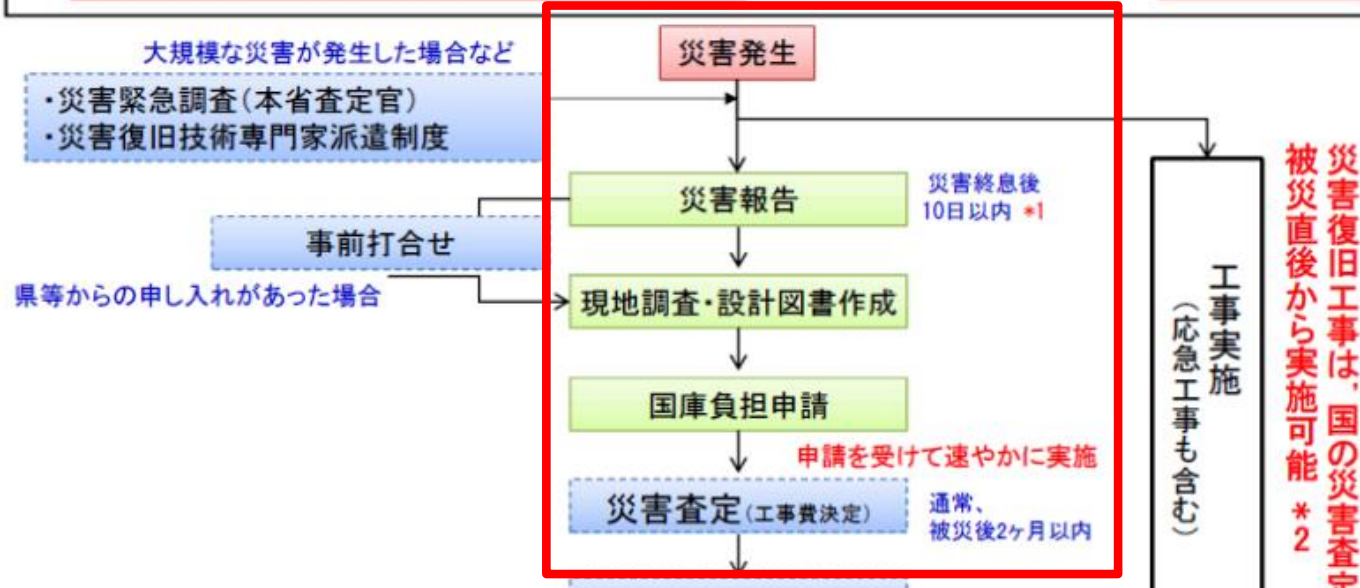 大規模な災害が発生した場合など
災害発生
・災害緊急調査(本省査定官)
・災害復旧技術専門家派遣制度
災害報告
災害終息後
10日以内 *1
事前打合せ
県等からの申し入れがあった場合
現地調査・設計図書作成
国庫負担申請
申請を受けて速やかに実施
災害査定(工事費決定)
通常、
被災後2ヶ月以内
工事実施
(応急工事も含む)
災害復旧工事は，国の災害査定
被災直後から実施可能 *2